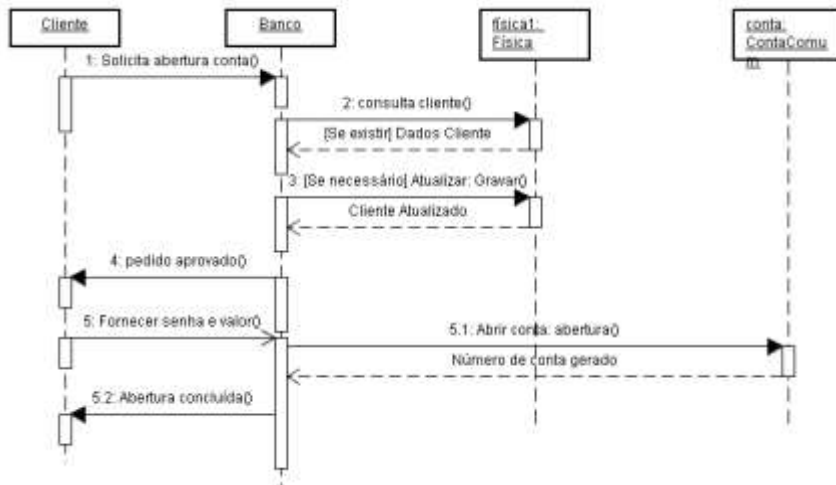 Cliente
Banco
física1:
Física
conta:
ContaComu
m
1: Solicita abertura conta()
2: consulta cliente()
[Se existir] Dados Cliente
3: [Se necessário] Atualizar: Gravar()
Cliente Atualizado
4: pedido aprovado()
5: Fornecer senha e valor()
5.1: Abrir conta: abertura()
Número de conta gerado
5.2: Abertura concluída()